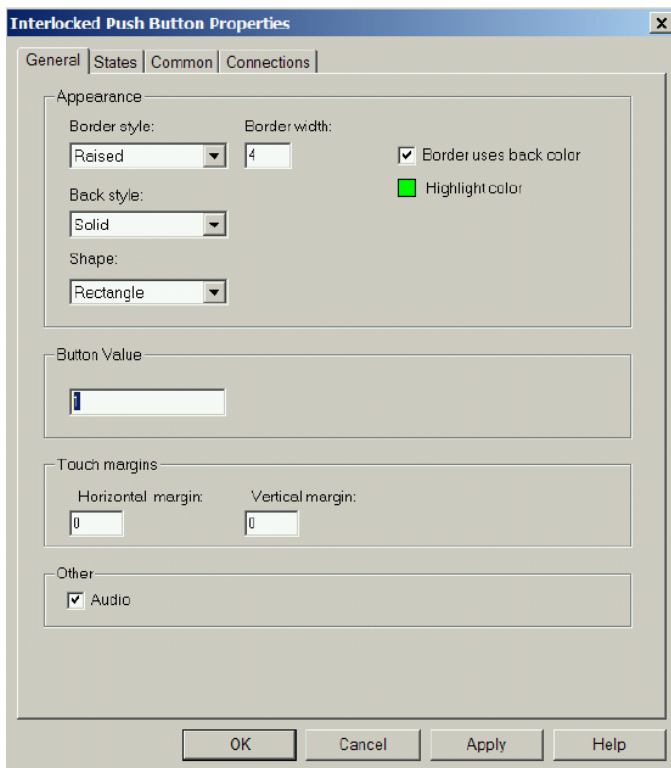 Interlocked Push Button Properties
General States Common Connections
Appearance
Border style: Border width:
Raised 4 Border uses back color
Back style: Highlight color
Solid
Shape:
Rectangle
Button Value
1
Touch margins
Horizontal margin: Vertical margin:
0 0
Other
Audio
OK Cancel Apply Help